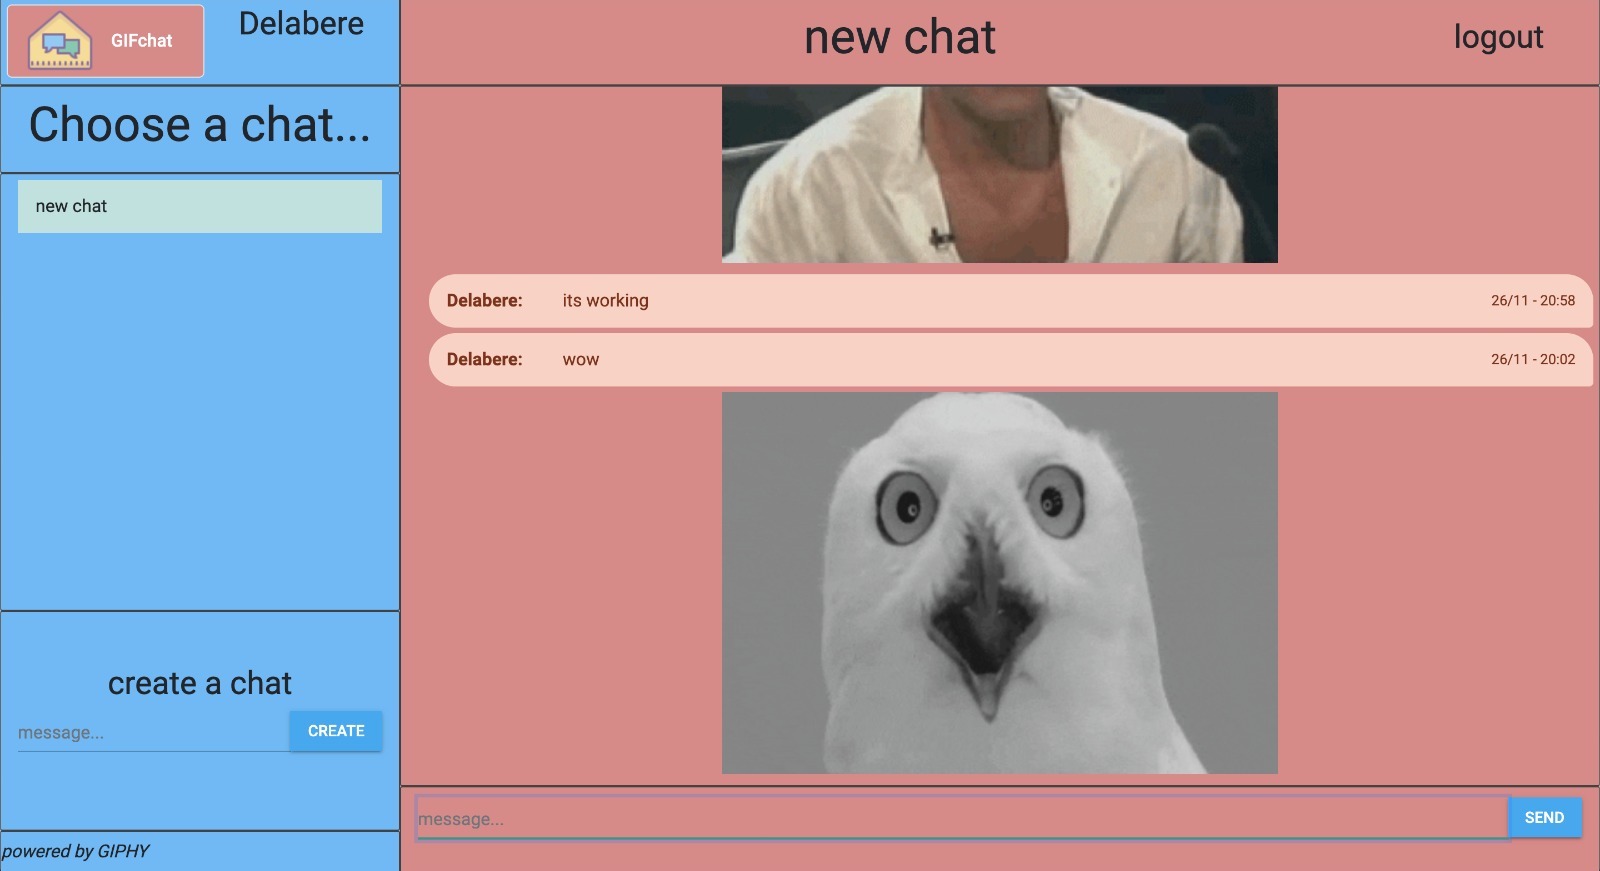 GIFchat
Delabere
new chat
logout
Choose a chat...
new chat
Delabere: its working 26/11 - 20:58
Delabere: wow 26/11 - 20:02
create a chat
message... CREATE
message... SEND
powered by GIPHY